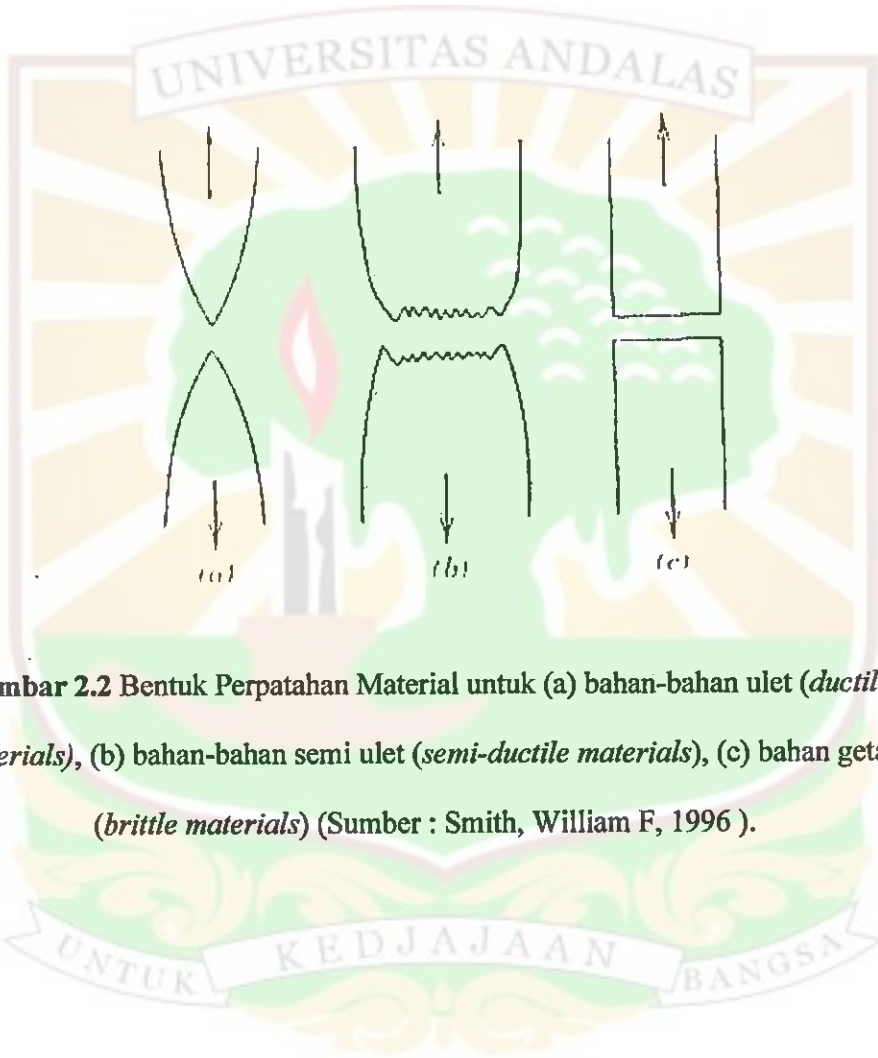 UNIVERSITAS ANDALAS
(a) (b) (c)
mbar 2.2 Bentuk Perpatahan Material untuk (a) bahan-bahan ulet (ductil
erials), (b) bahan-bahan semi ulet (semi-ductile materials), (c) bahan geta
(brittle materials) (Sumber : Smith, William F, 1996 ).
UNTUK KEDJAJAAN BANGSA